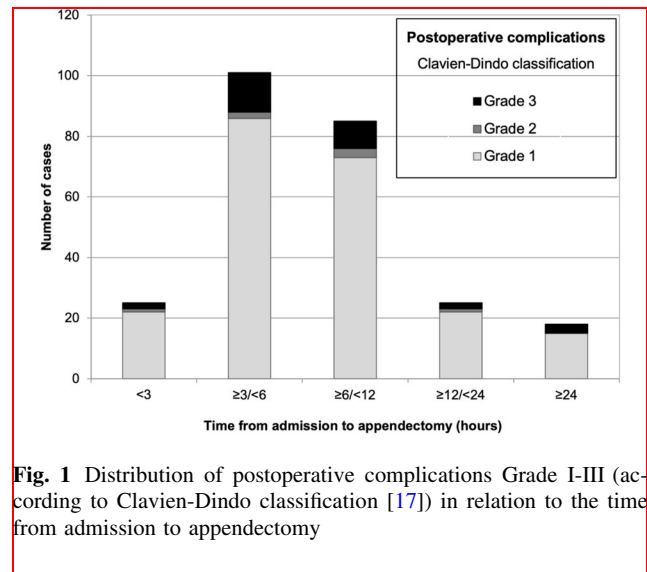 120
100
80
60
40
20
0
Number of cases
Postoperative complications
Clavien-Dindo classification
Grade 3
Grade 2
Grade 1
<3 ≥3/<6 ≥6/<12 ≥12/<24 ≥24
Time from admission to appendectomy (hours)
Fig. 1 Distribution of postoperative complications Grade I-III (ac-
cording to Clavien-Dindo classification [17]) in relation to the time
from admission to appendectomy